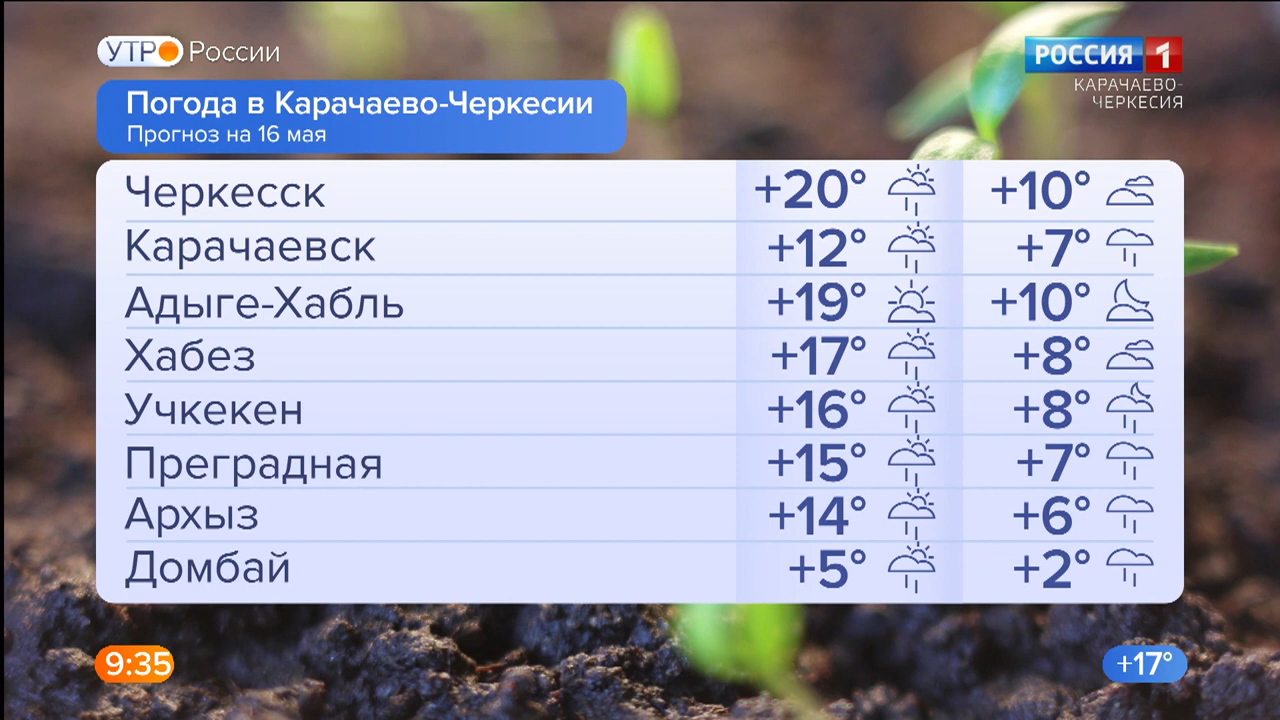 УТРО России
РОССИЯ 1
КАРАЧАЕВО-
ЧЕРКЕСИЯ
Погода в Карачаево-Черкесии
Прогноз на 16 мая
Черкесск +20° +10°
Карачаевск +12° +7°
Адыге-Хабль +19° +10°
Хабез +17° +8°
Учкекен +16° +8°
Преградная +15° +7°
Архыз +14° +6°
Домбай +5° +2°
9:35 +17°